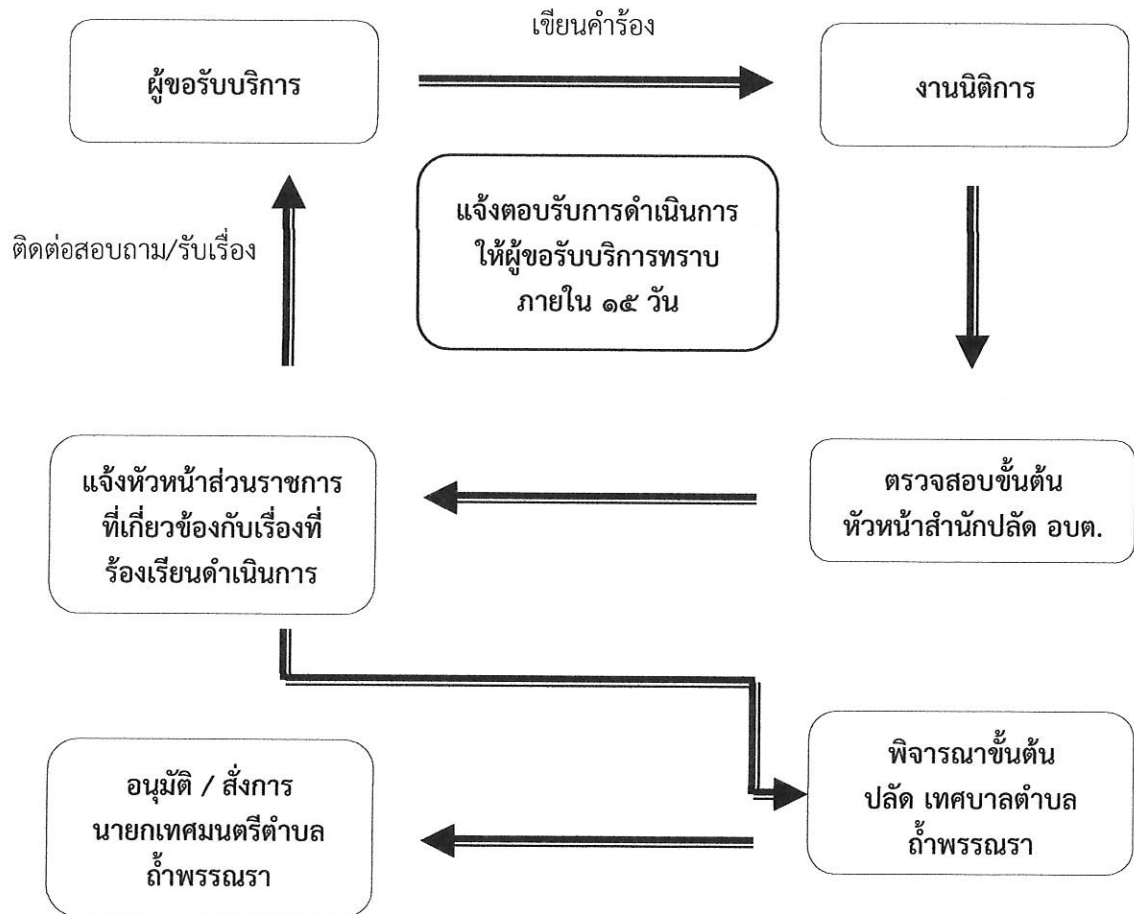 เขียนคำร้อง
ผู้ขอรับบริการ
งานนิติการ
แจ้งตอบรับการดำเนินการ
ให้ผู้ขอรับบริการทราบ
ภายใน ๑๕ วัน
ติดต่อสอบถาม/รับเรื่อง
แจ้งหัวหน้าส่วนราชการ
ที่เกี่ยวข้องกับเรื่องที่
ร้องเรียนดำเนินการ
ตรวจสอบขั้นต้น
หัวหน้าสำนักปลัด อบต.
พิจารณาขั้นต้น
ปลัด เทศบาลตำบล
ถ้ำพรรณรา
อนุมัติ / สั่งการ
นายกเทศมนตรีตำบล
ถ้ำพรรณรา